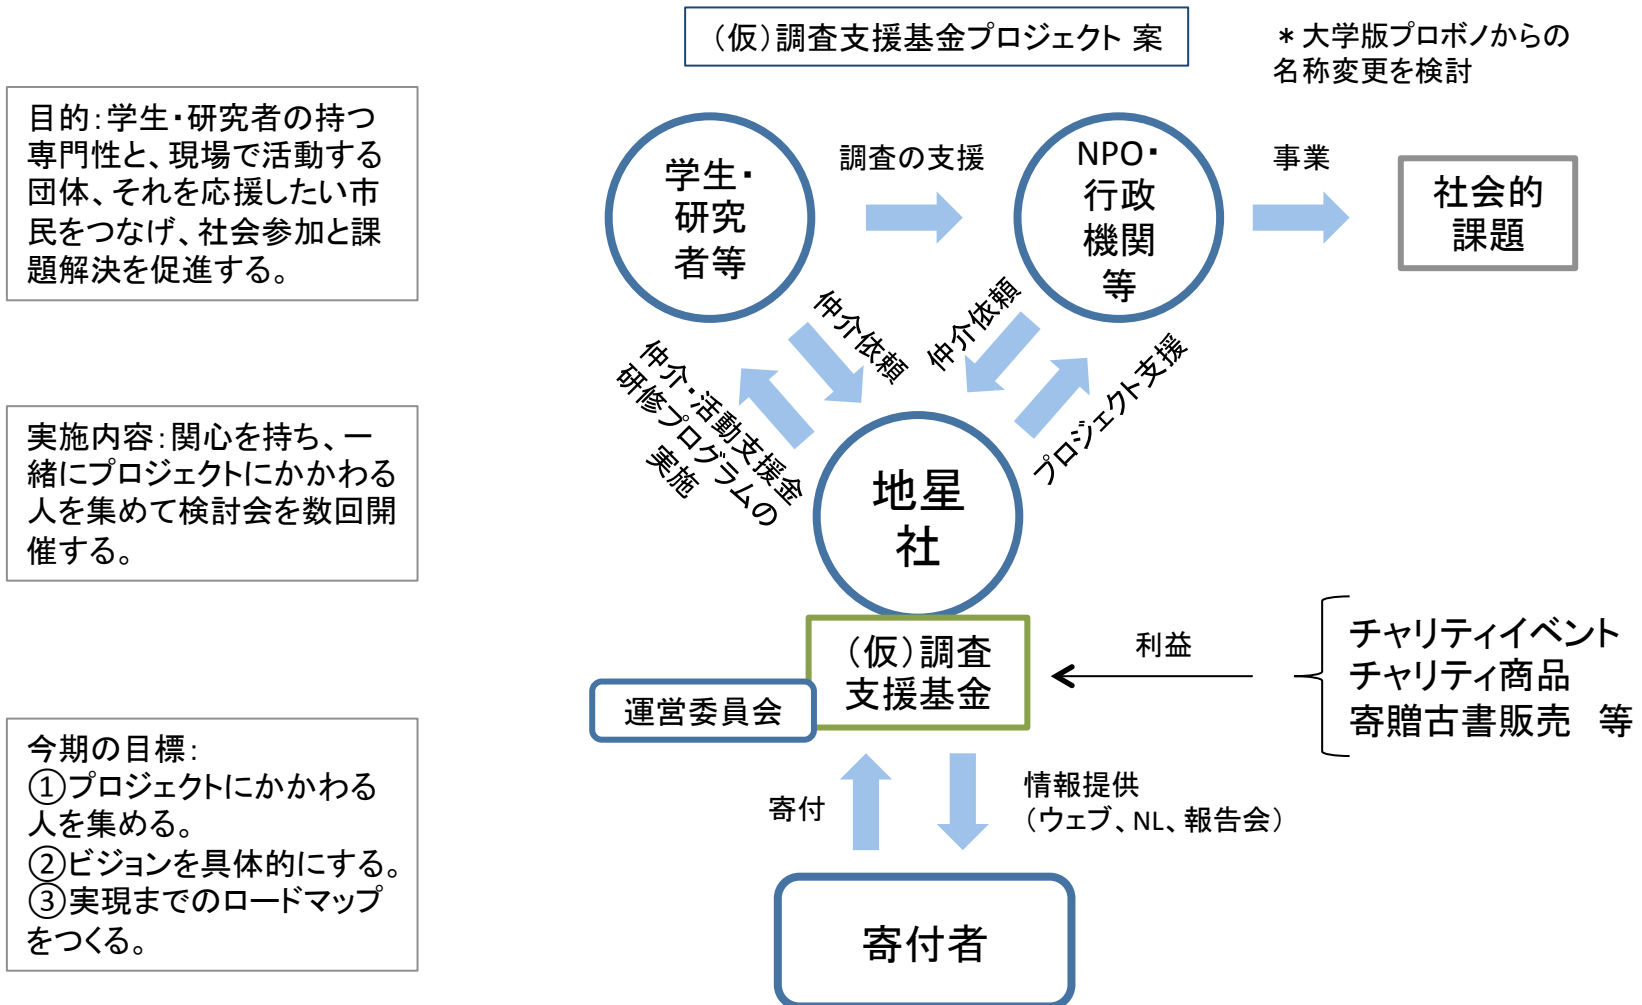 (仮)調査支援基金プロジェクト 案
＊大学版プロボノからの
名称変更を検討
目的：学生・研究者の持つ
専門性と、現場で活動する
団体、それを応援したい市
民をつなげ、社会参加と課
題解決を促進する。
学生・
研究
者等
調査の支援
NPO・
行政
機関
等
事業
社会的
課題
仲介依頼
仲介依頼
仲介・活動支援金
研修プログラムの
実施
プロジェクト支援
実施内容：関心を持ち、一
緒にプロジェクトにかかわる
人を集めて検討会を数回開
催する。
地星
社
(仮)調査
支援基金
運営委員会
利益
チャリティイベント
チャリティ商品
寄贈古書販売　等
今期の目標：
①プロジェクトにかかわる
人を集める。
②ビジョンを具体的にする。
③実現までのロードマップ
をつくる。
寄付
情報提供
（ウェブ、NL、報告会）
寄付者